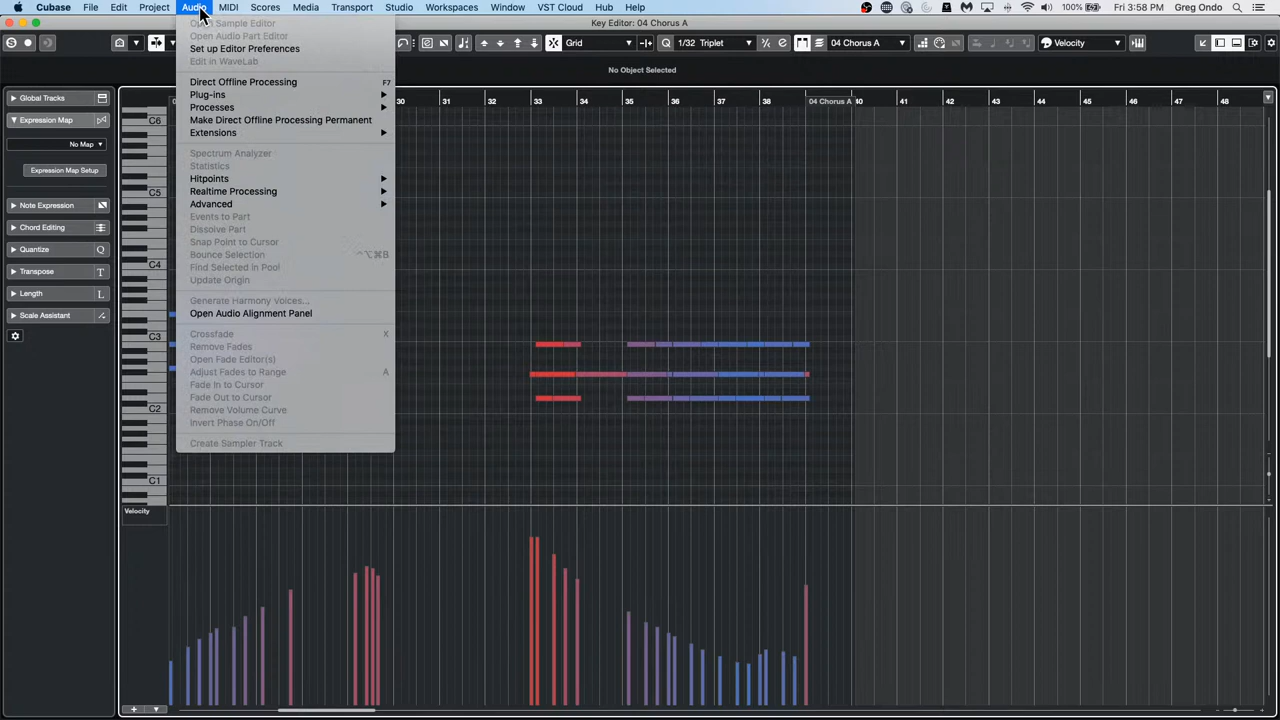 Cubase File Edit Project Audio MIDI Scores Media Transport Studio Workspaces Window VST Cloud Hub Help 100% Fri 3:58 PM Greg Ondo
Key Editor: 04 Chorus A
Grid 1/32 Triplet 04 Chorus A Velocity
No Object Selected
Open Sample Editor
Open Audio Part Editor
Set up Editor Preferences
Edit in WaveLab
Direct Offline Processing F7
Plug-ins
Processes
Make Direct Offline Processing Permanent
Extensions
Spectrum Analyzer
Statistics
Hitpoints
Realtime Processing
Advanced
Events to Part
Dissolve Part
Snap Point to Cursor
Bounce Selection ^⌥⌘B
Find Selected in Pool
Update Origin
Generate Harmony Voices...
Open Audio Alignment Panel
Crossfade X
Remove Fades
Open Fade Editor(s)
Adjust Fades to Range A
Fade In to Cursor
Fade Out to Cursor
Remove Volume Curve
Invert Phase On/Off
Create Sampler Track
Global Tracks
Expression Map
No Map
Expression Map Setup
Note Expression
Chord Editing
Quantize Q
Transpose T
Length L
Scale Assistant
30 31 32 33 34 35 36 37 38 04 Chorus A 41 42 43 44 45 46 47 48
C6
C5
C4
C3
C2
C1
Velocity